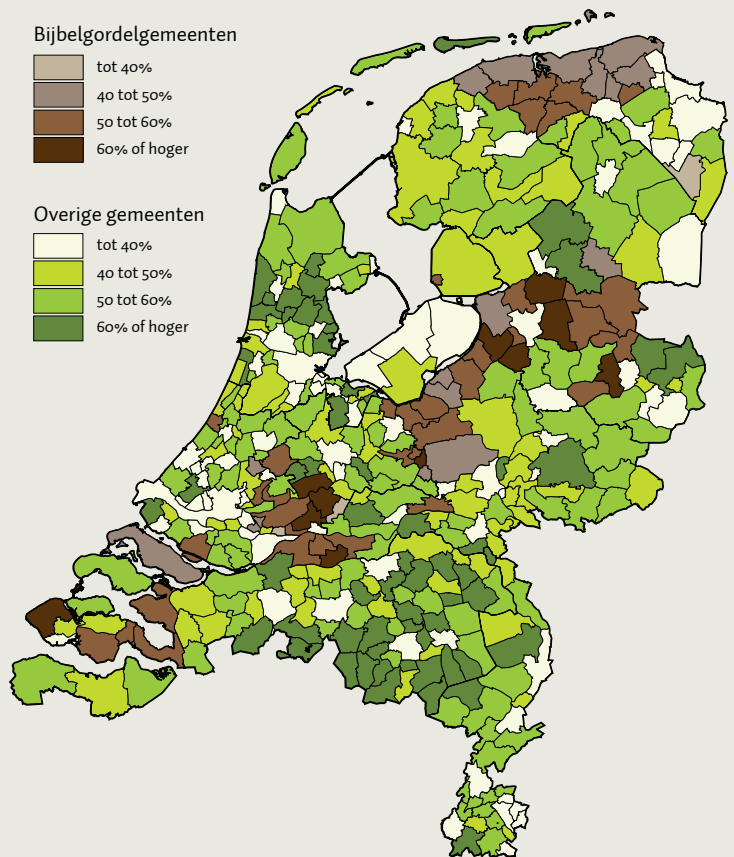 Bijbelgordelgemeenten
tot 40%
40 tot 50%
50 tot 60%
60% of hoger
Overige gemeenten
tot 40%
40 tot 50%
50 tot 60%
60% of hoger